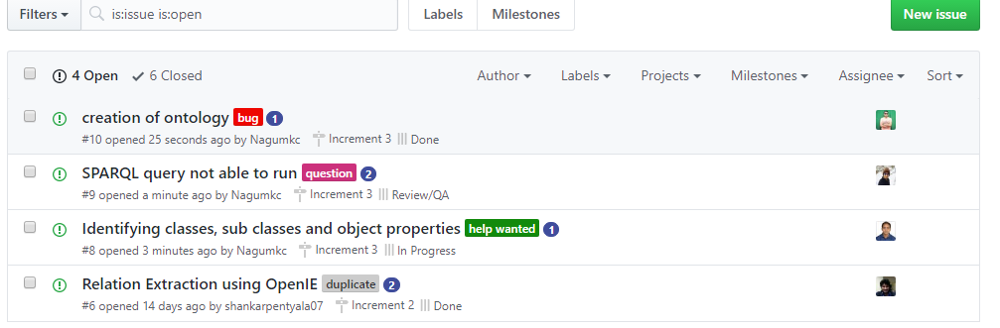 Filters is:issue is:open Labels Milestones New issue
4 Open 6 Closed Author Labels Projects Milestones Assignee Sort
creation of ontology bug 1
#10 opened 25 seconds ago by Nagumkc Increment 3 Done
SPARQL query not able to run question 2
#9 opened a minute ago by Nagumkc Increment 3 Review/QA
Identifying classes, sub classes and object properties help wanted 1
#8 opened 3 minutes ago by Nagumkc Increment 3 In Progress
Relation Extraction using OpenIE duplicate 2
#6 opened 14 days ago by shankarpentyala07 Increment 2 Done